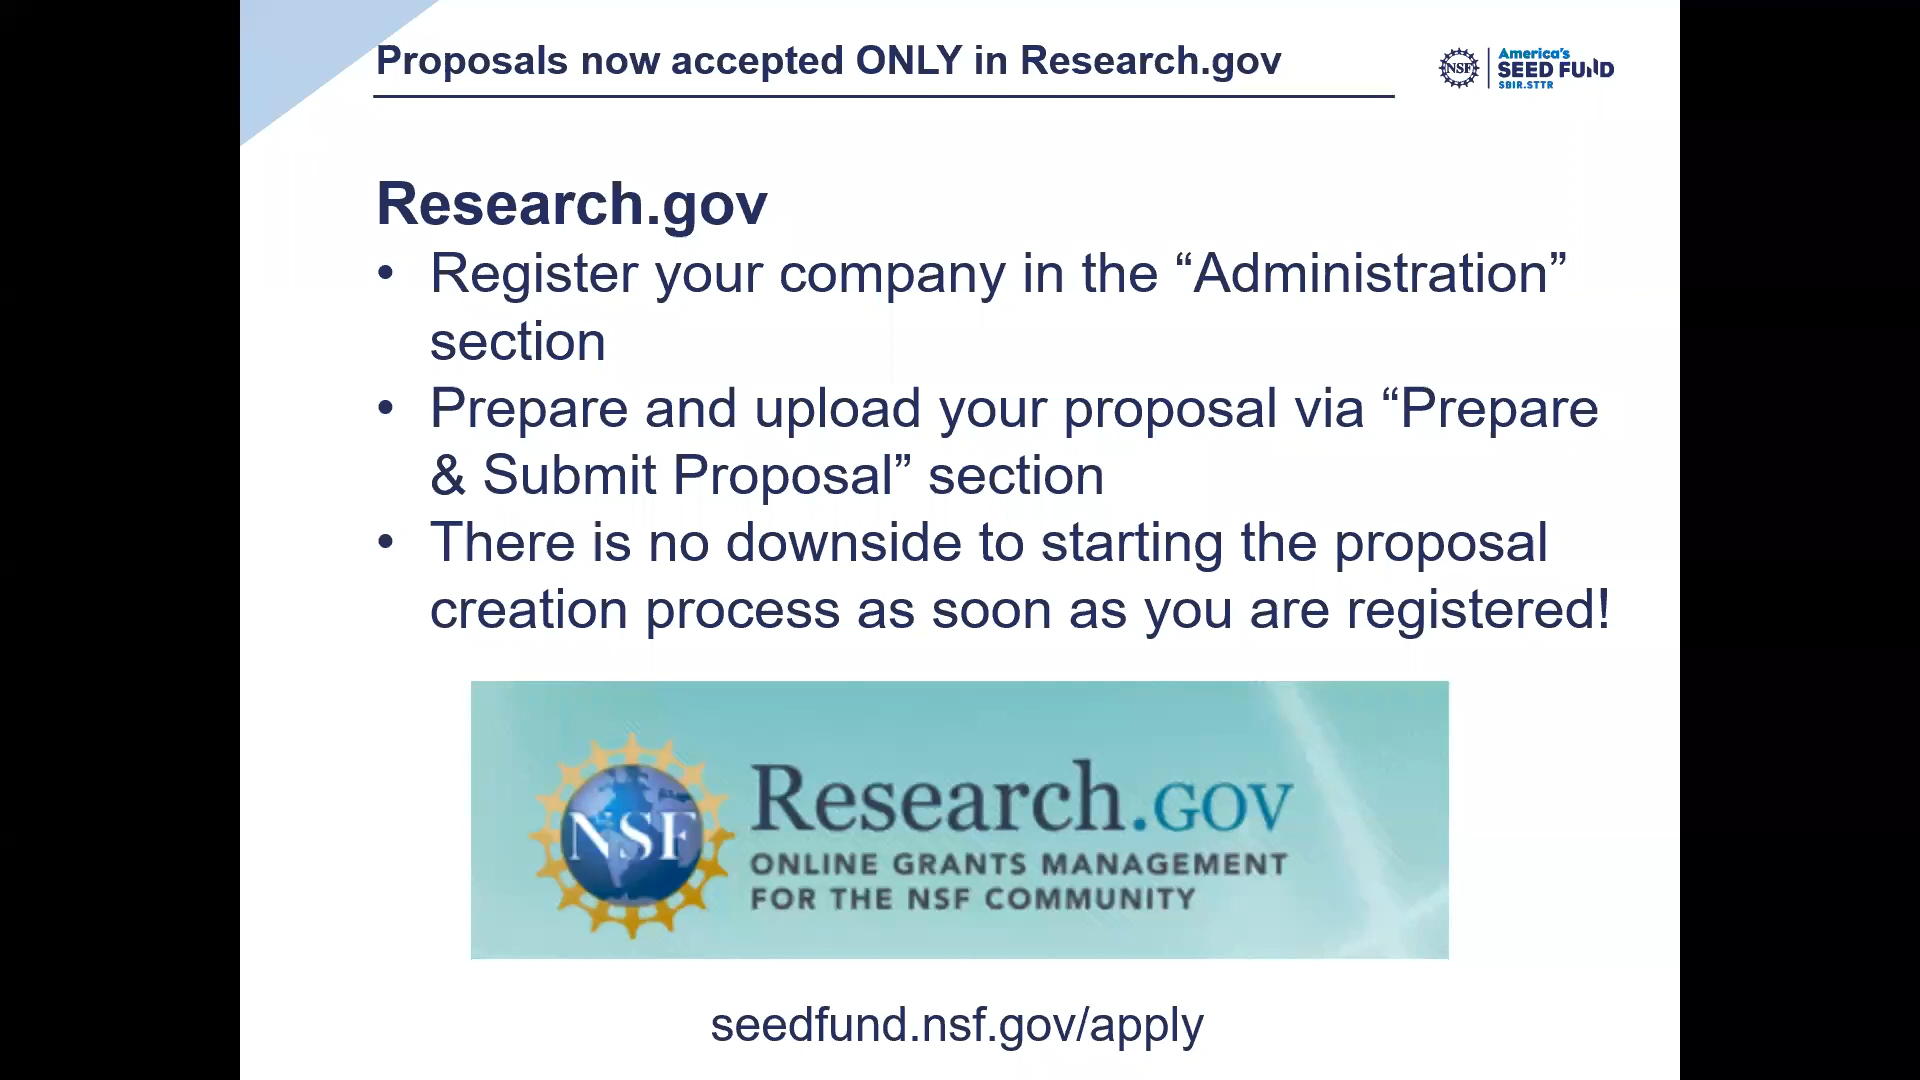 Proposals now accepted ONLY in Research.gov
NSF
America's
SEED FUND
SBIR.STTR
Research.gov
• Register your company in the “Administration”
section
• Prepare and upload your proposal via “Prepare
& Submit Proposal” section
• There is no downside to starting the proposal
creation process as soon as you are registered!
NSF
Research.GOV
ONLINE GRANTS MANAGEMENT
FOR THE NSF COMMUNITY
seedfund.nsf.gov/apply